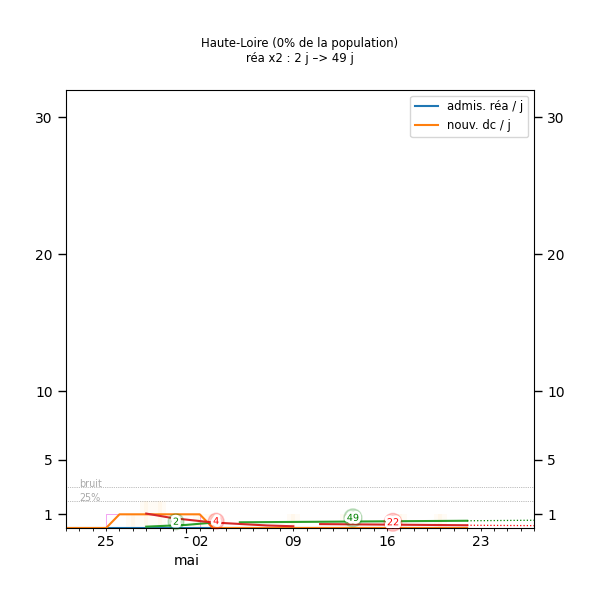 Haute-Loire (0% de la population)
réa x2 : 2 j –> 49 j
admis. réa / j
nouv. dc / j
30 30
20 20
10 10
5 5
bruit
25%
1 1
2 4 49 22
25 - 02 09 16 23
mai